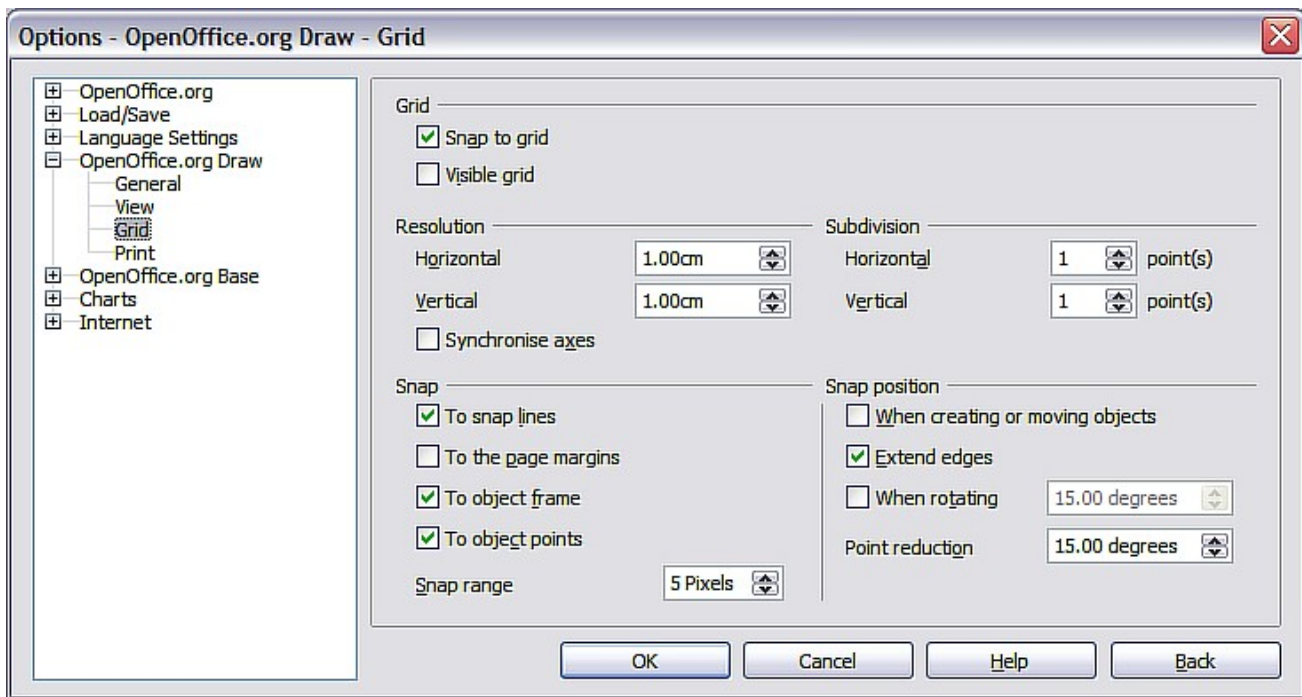 Options - OpenOffice.org Draw - Grid
OpenOffice.org
Load/Save
Language Settings
OpenOffice.org Draw
General
View
Grid
Print
OpenOffice.org Base
Charts
Internet
Grid
Snap to grid
Visible grid
Resolution
Horizontal 1.00cm
Vertical 1.00cm
Synchronise axes
Subdivision
Horizontal 1 point(s)
Vertical 1 point(s)
Snap
To snap lines
To the page margins
To object frame
To object points
Snap range 5 Pixels
Snap position
When creating or moving objects
Extend edges
When rotating 15.00 degrees
Point reduction 15.00 degrees
OK Cancel Help Back